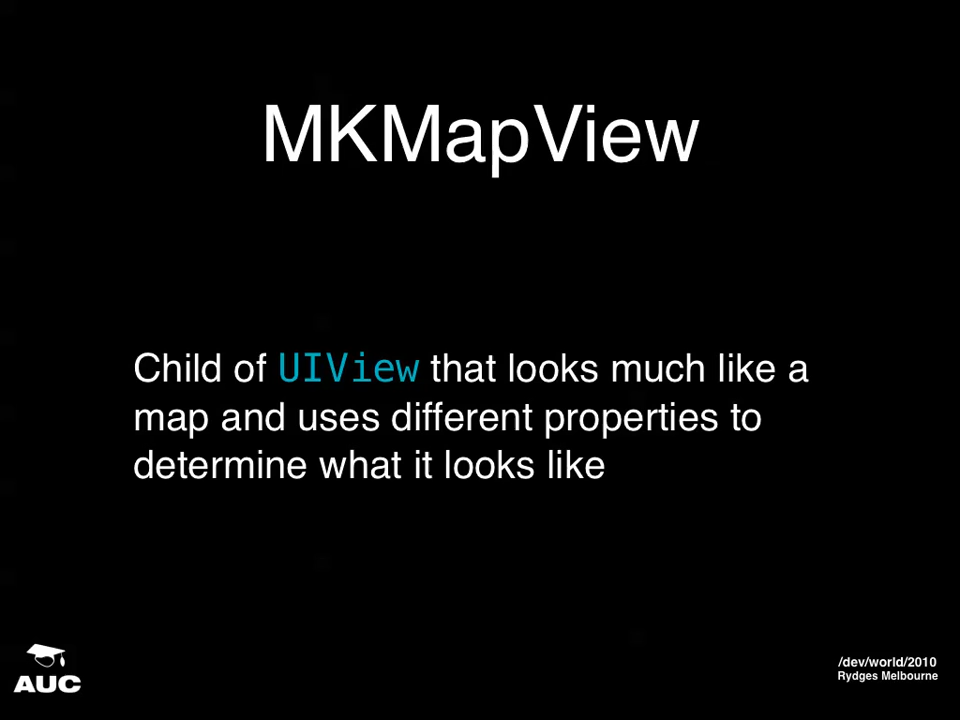 MKMapView
Child of UIView that looks much like a
map and uses different properties to
determine what it looks like
AUC
/dev/world/2010
Rydges Melbourne